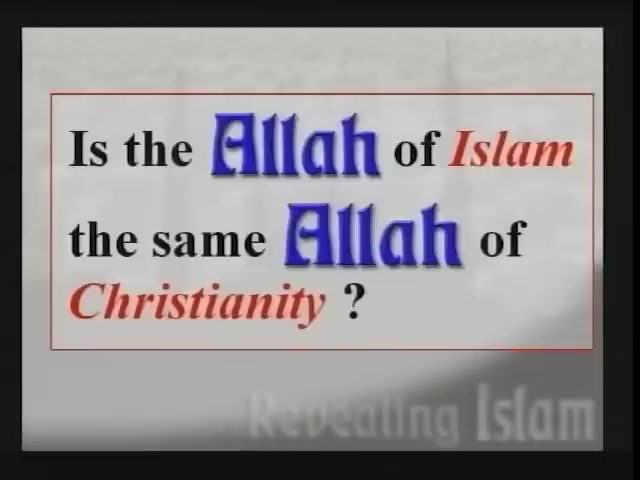 Is the Allah of Islam
the same Allah of
Christianity ?
Revealing Islam